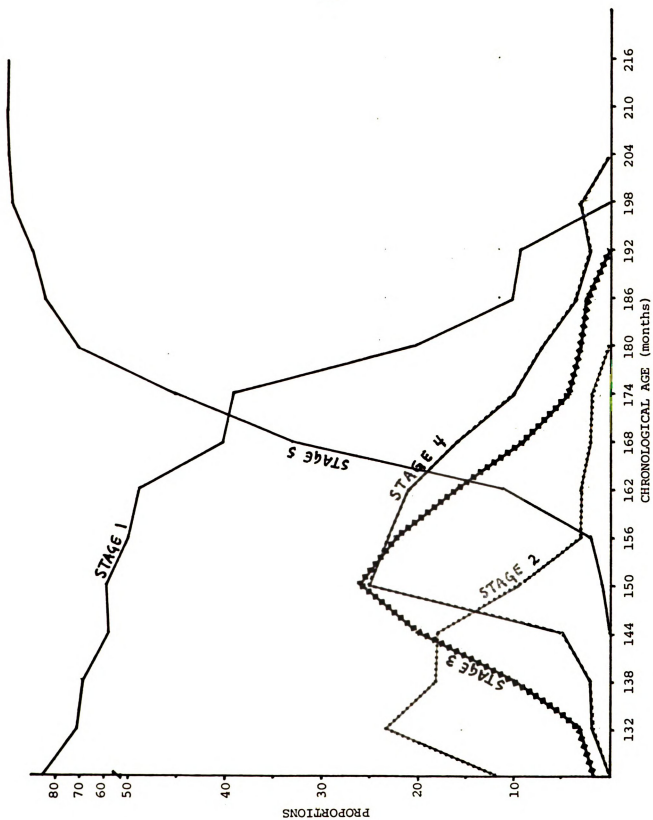 STAGE 1
STAGE 5
STAGE 4
STAGE 2
STAGE 3
PROPORTIONS
80 70 60 50 40 30 20 10
132 138 144 150 156 162 168 174 180 186 192 198 204 210 216
CHRONOLOGICAL AGE (months)